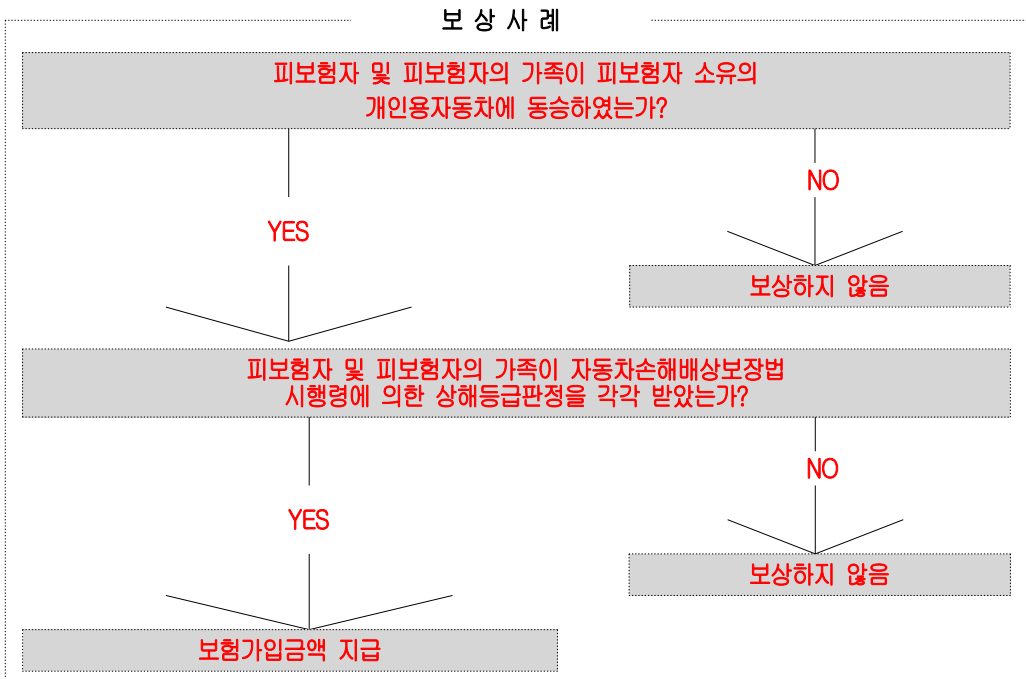 보 상 사 례
피보험자 및 피보험자의 가족이 피보험자 소유의
개인용자동차에 동승하였는가?
NO
YES
보상하지 않음
피보험자 및 피보험자의 가족이 자동차손해배상보장법
시행령에 의한 상해등급판정을 각각 받았는가?
NO
YES
보상하지 않음
보험가입금액 지급